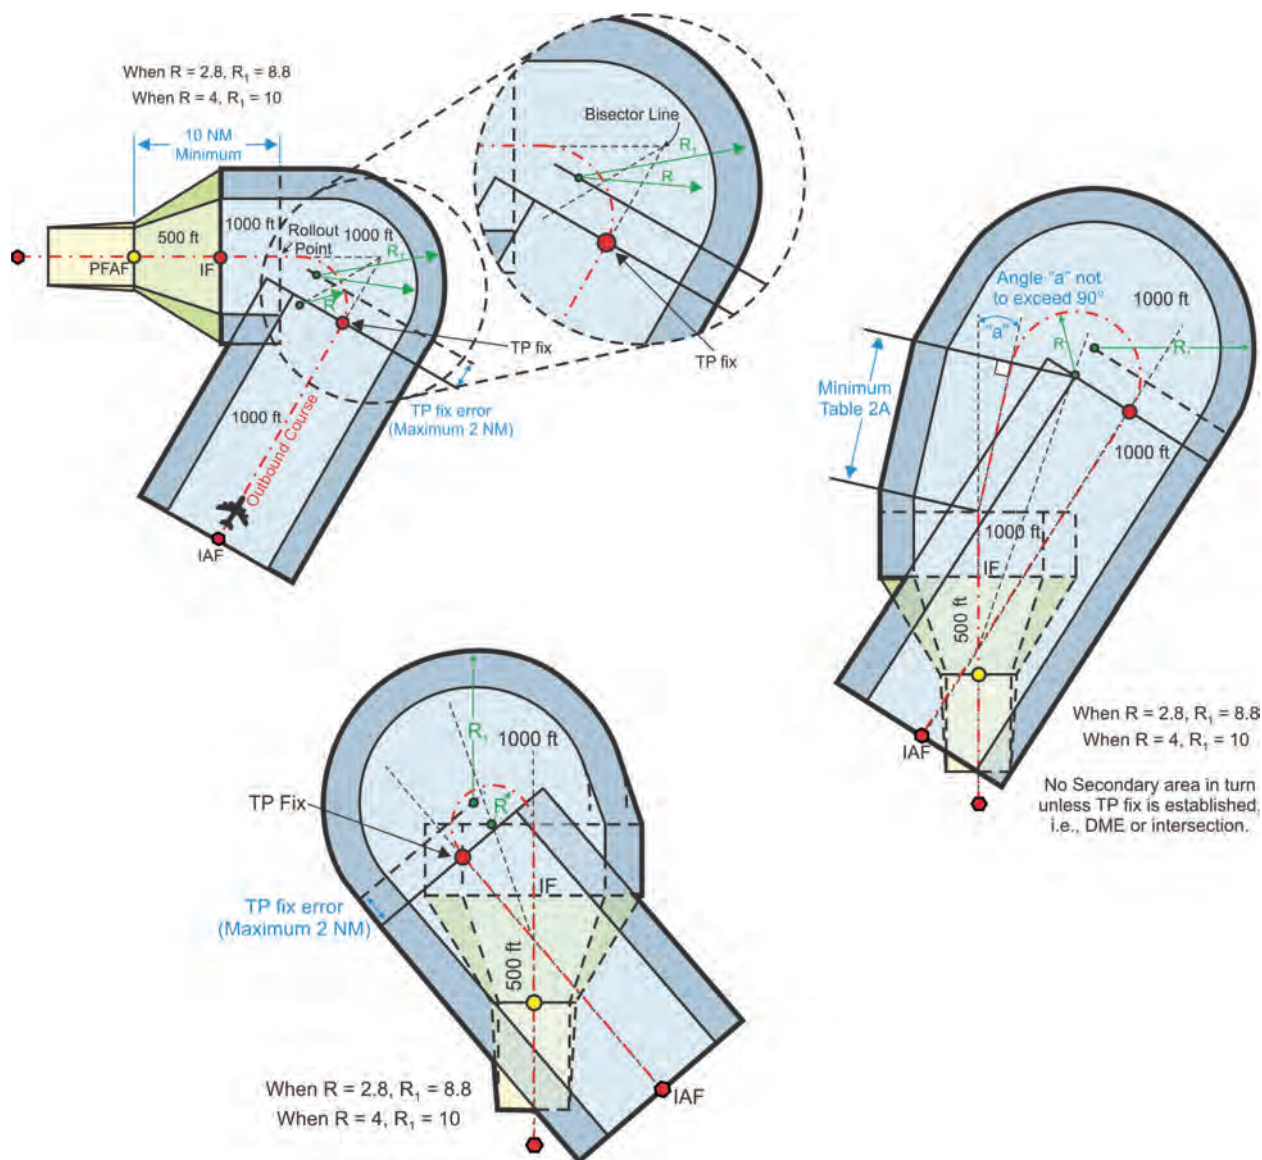 When R = 2.8, R1 = 8.8
When R = 4, R1 = 10
10 NM
Minimum
500 ft
1000 ft
Rollout
Point
1000 ft
R1
R
PFAF
IF
TP fix
1000 ft
Outbound Course
TP fix error
(Maximum 2 NM)
IAF
Bisector Line
R1
R
TP fix
Angle "a" not
to exceed 90°
"a"
1000 ft
R
R
Minimum
Table 2A
1000 ft
1000 ft
IF
500 ft
IAF
When R = 2.8, R1 = 8.8
When R = 4, R1 = 10
No Secondary area in turn
unless TP fix is established,
i.e., DME or intersection.
R1
1000 ft
R
TP Fix
IF
TP fix error
(Maximum 2 NM)
500 ft
IAF
When R = 2.8, R1 = 8.8
When R = 4, R1 = 10